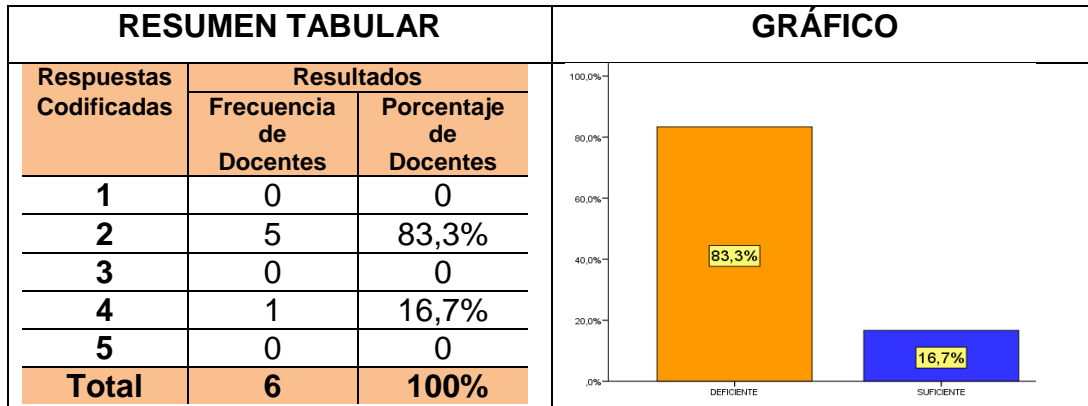 RESUMEN TABULAR
GRÁFICO
Respuestas Codificadas
Resultados
Frecuencia de Docentes
Porcentaje de Docentes
1 0 0
2 5 83,3%
3 0 0
4 1 16,7%
5 0 0
Total 6 100%
100,0%
80,0%
60,0%
40,0%
20,0%
,0%
83,3%
16,7%
DEFICIENTE
SUFICIENTE